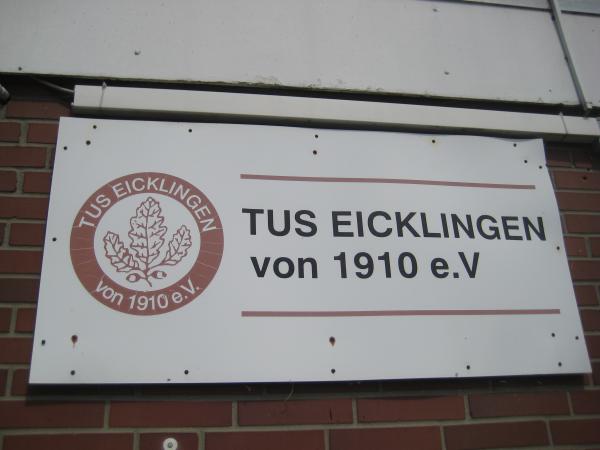 TUS EICKLINGEN
von 1910 e.V.
TUS EICKLINGEN
von 1910 e.V